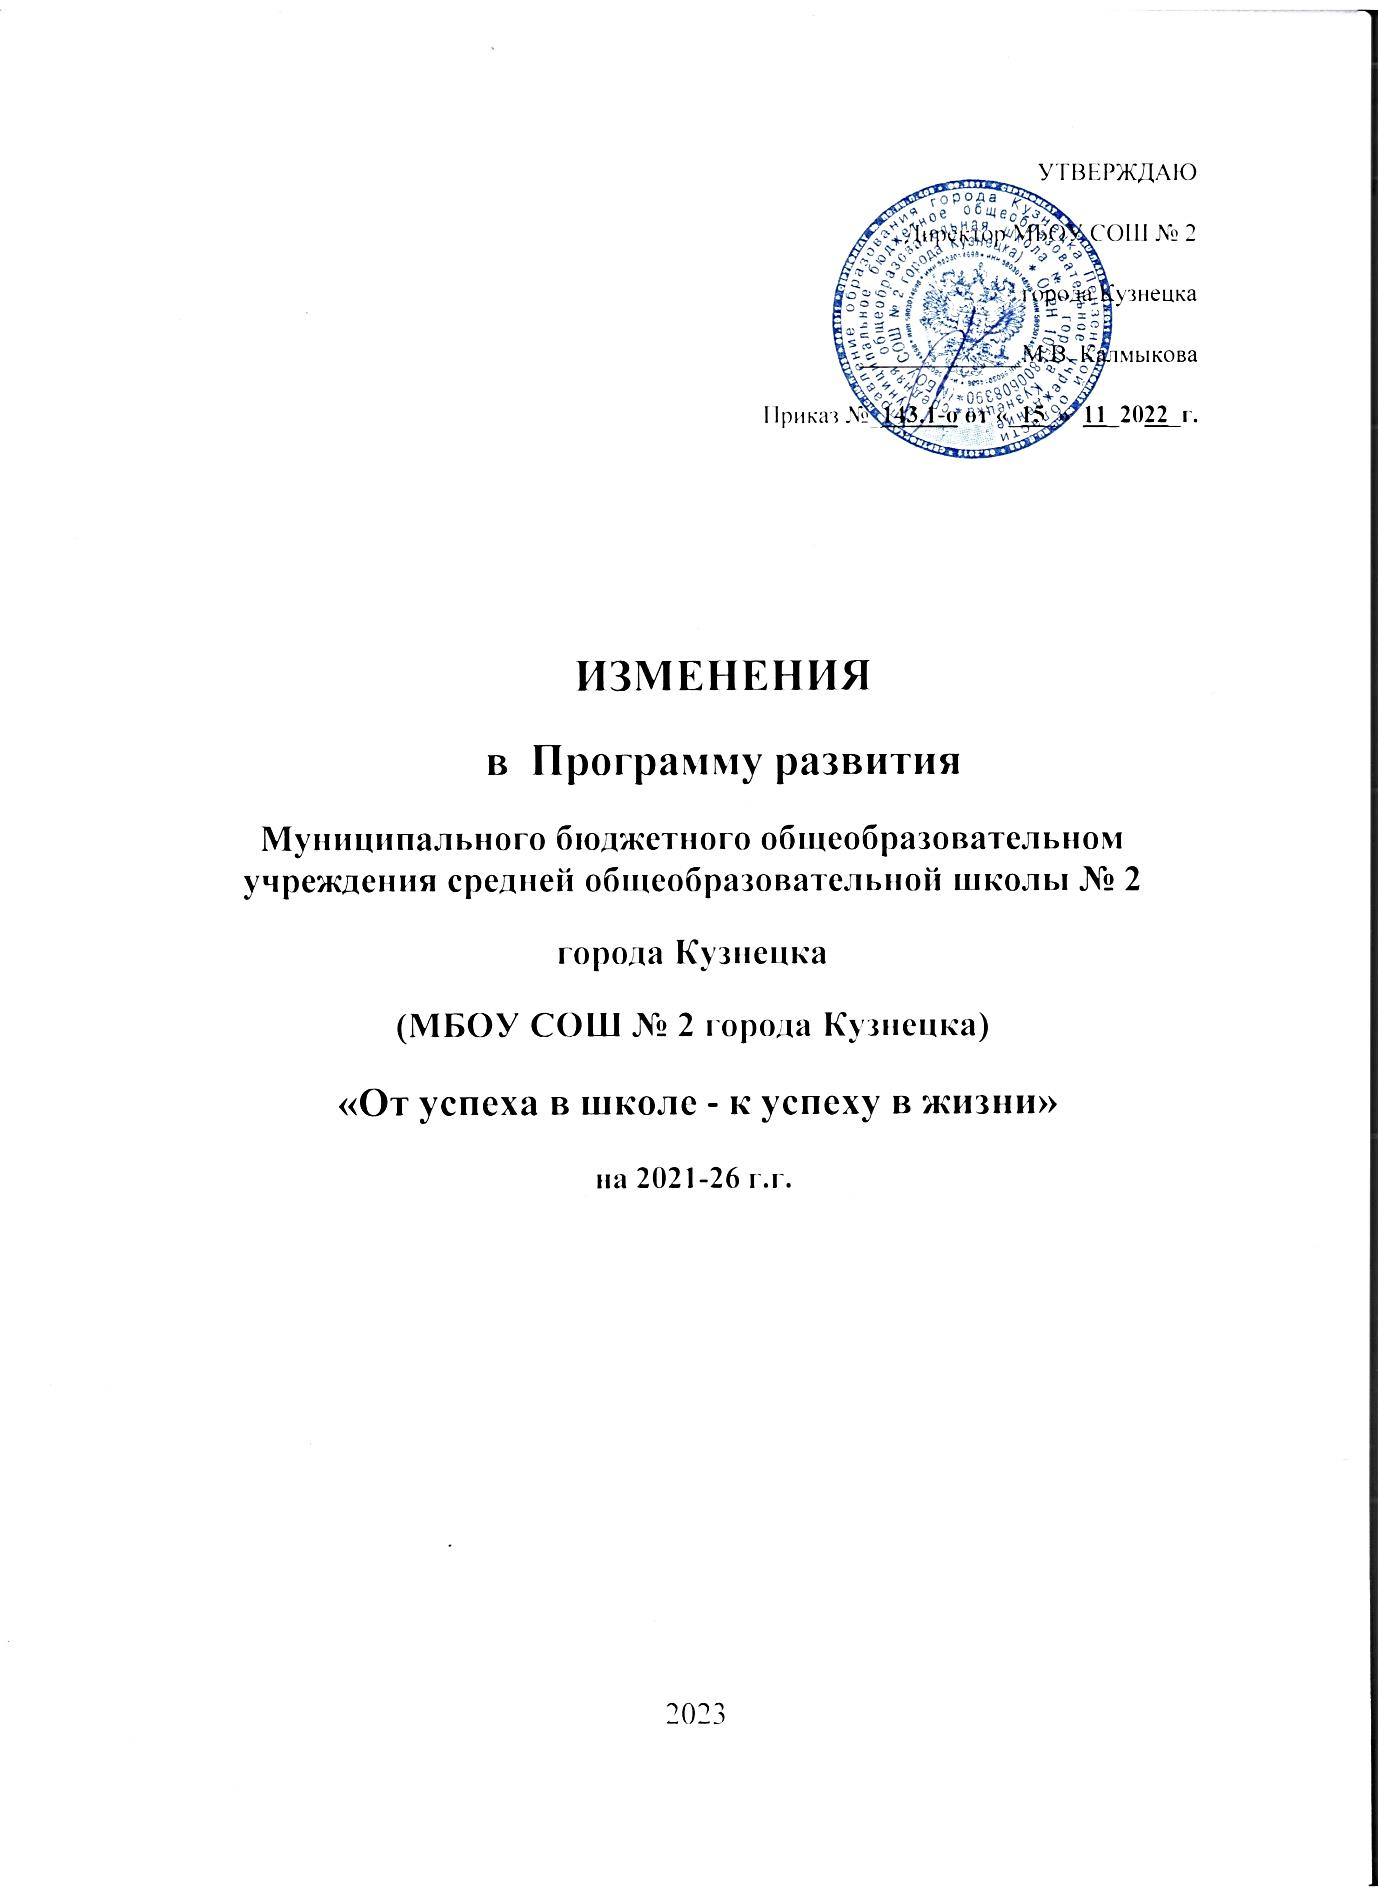 УТВЕРЖДАЮ
Директор МБОУ СОШ № 2
города Кузнецка
М.В. Калмыкова
Приказ № 143.1-о от « 15 » 11 2022 г.
ИЗМЕНЕНИЯ
в Программу развития
Муниципального бюджетного общеобразовательном
учреждения средней общеобразовательной школы № 2
города Кузнецка
(МБОУ СОШ № 2 города Кузнецка)
«От успеха в школе - к успеху в жизни»
на 2021-26 г.г.
2023